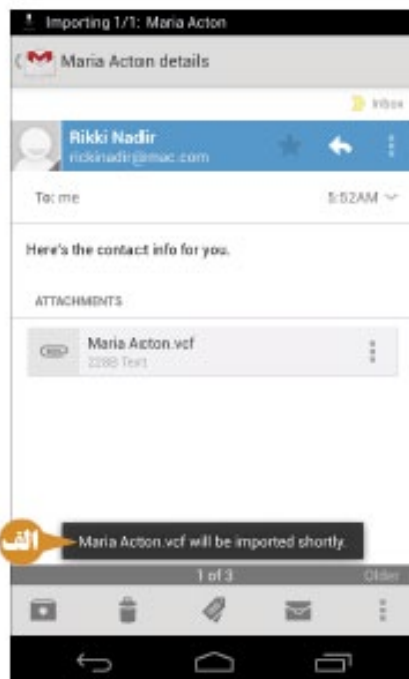 Importing 1/1: Maria Acton
Maria Acton details
Inbox
Rikki Nadir
rickinadir@mac.com
To: me 5:52AM
Here's the contact info for you.
ATTACHMENTS
Maria Acton.vcf
228B Text
الف
Maria Acton.vcf will be imported shortly.
1 of 3 Older